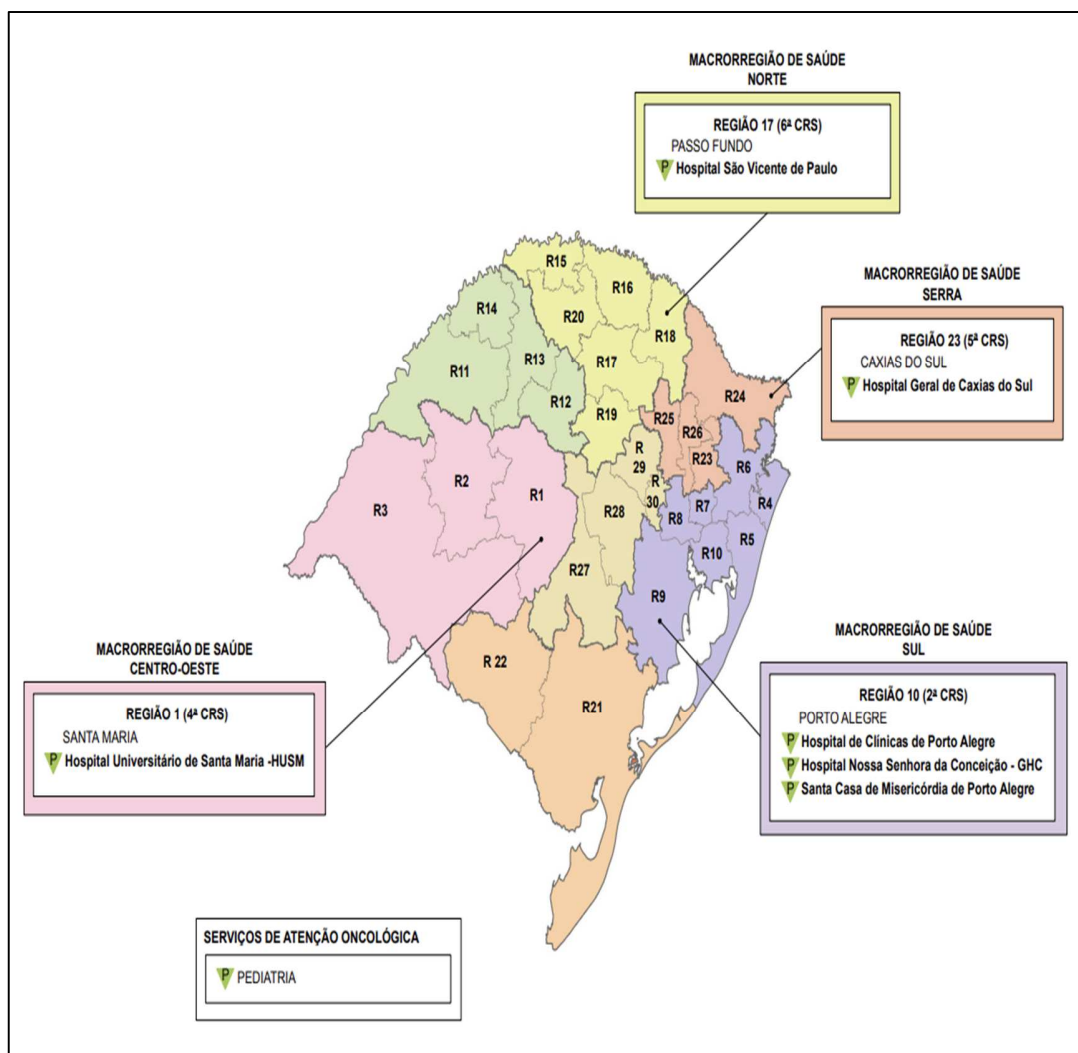 MACRORREGIÃO DE SAÚDE
NORTE
REGIÃO 17 (6ª CRS)
PASSO FUNDO
P Hospital São Vicente de Paulo
MACRORREGIÃO DE SAÚDE
SERRA
REGIÃO 23 (5ª CRS)
CAXIAS DO SUL
P Hospital Geral de Caxias do Sul
R15
R16
R14
R20
R18
R13
R17
R11
R24
R12
R19
R25
R26
R
29
R23
R6
R2
R1
R
30
R4
R3
R28
R8
R7
R5
R10
R27
R9
R 22
R21
MACRORREGIÃO DE SAÚDE
CENTRO-OESTE
REGIÃO 1 (4ª CRS)
SANTA MARIA
P Hospital Universitário de Santa Maria -HUSM
MACRORREGIÃO DE SAÚDE
SUL
REGIÃO 10 (2ª CRS)
PORTO ALEGRE
P Hospital de Clínicas de Porto Alegre
P Hospital Nossa Senhora da Conceição - GHC
P Santa Casa de Misericórdia de Porto Alegre
SERVIÇOS DE ATENÇÃO ONCOLÓGICA
P PEDIATRIA